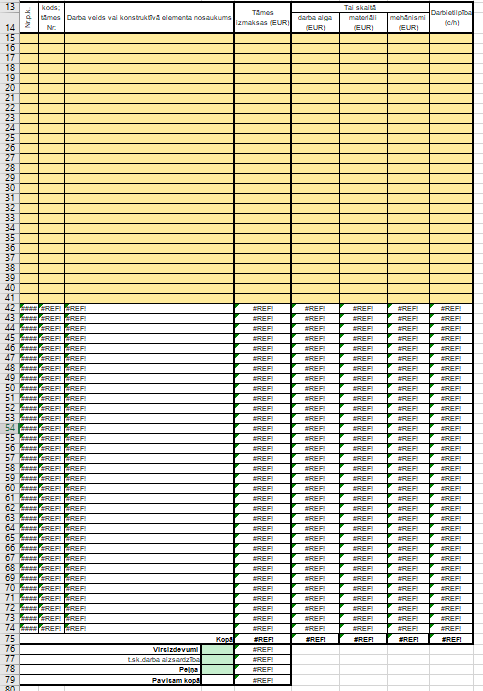 13 kods; Tāmes Tai skaitā Darbietilpība
Nr.p.k. tāmes Darba veids vai konstruktīvā elementa nosaukums izmaksas (EUR) darba alga materiāli mehānismi (c/h)
14 Nr. (EUR) (EUR) (EUR)
15
16
17
18
19
20
21
22
23
24
25
26
27
28
29
30
31
32
33
34
35
36
37
38
39
40
41
42 #### #REF! #REF! #REF! #REF! #REF! #REF! #REF!
43 #### #REF! #REF! #REF! #REF! #REF! #REF! #REF!
44 #### #REF! #REF! #REF! #REF! #REF! #REF! #REF!
45 #### #REF! #REF! #REF! #REF! #REF! #REF! #REF!
46 #### #REF! #REF! #REF! #REF! #REF! #REF! #REF!
47 #### #REF! #REF! #REF! #REF! #REF! #REF! #REF!
48 #### #REF! #REF! #REF! #REF! #REF! #REF! #REF!
49 #### #REF! #REF! #REF! #REF! #REF! #REF! #REF!
50 #### #REF! #REF! #REF! #REF! #REF! #REF! #REF!
51 #### #REF! #REF! #REF! #REF! #REF! #REF! #REF!
52 #### #REF! #REF! #REF! #REF! #REF! #REF! #REF!
53 #### #REF! #REF! #REF! #REF! #REF! #REF! #REF!
54 #### #REF! #REF! #REF! #REF! #REF! #REF! #REF!
55 #### #REF! #REF! #REF! #REF! #REF! #REF! #REF!
56 #### #REF! #REF! #REF! #REF! #REF! #REF! #REF!
57 #### #REF! #REF! #REF! #REF! #REF! #REF! #REF!
58 #### #REF! #REF! #REF! #REF! #REF! #REF! #REF!
59 #### #REF! #REF! #REF! #REF! #REF! #REF! #REF!
60 #### #REF! #REF! #REF! #REF! #REF! #REF! #REF!
61 #### #REF! #REF! #REF! #REF! #REF! #REF! #REF!
62 #### #REF! #REF! #REF! #REF! #REF! #REF! #REF!
63 #### #REF! #REF! #REF! #REF! #REF! #REF! #REF!
64 #### #REF! #REF! #REF! #REF! #REF! #REF! #REF!
65 #### #REF! #REF! #REF! #REF! #REF! #REF! #REF!
66 #### #REF! #REF! #REF! #REF! #REF! #REF! #REF!
67 #### #REF! #REF! #REF! #REF! #REF! #REF! #REF!
68 #### #REF! #REF! #REF! #REF! #REF! #REF! #REF!
69 #### #REF! #REF! #REF! #REF! #REF! #REF! #REF!
70 #### #REF! #REF! #REF! #REF! #REF! #REF! #REF!
71 #### #REF! #REF! #REF! #REF! #REF! #REF! #REF!
72 #### #REF! #REF! #REF! #REF! #REF! #REF! #REF!
73 #### #REF! #REF! #REF! #REF! #REF! #REF! #REF!
74 #### #REF! #REF! #REF! #REF! #REF! #REF! #REF!
75 Kopā #REF! #REF! #REF! #REF! #REF!
76 Virsizdevumi #REF!
77 t.sk.darba aizsardzība #REF!
78 Peļņa #REF!
79 Pavisam kopā #REF!
80